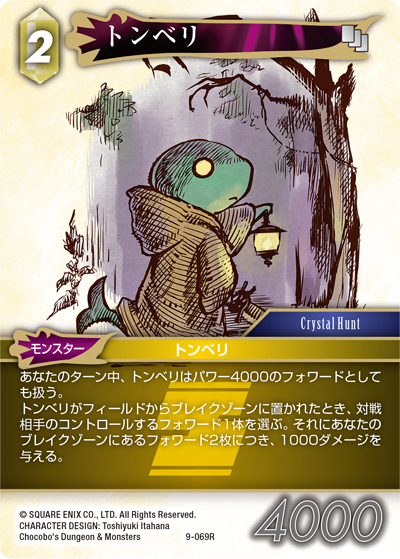 2
トンベリ
Crystal Hunt
モンスター
トンベリ
あなたのターン中、トンベリはパワー4000のフォワードとして
も扱う。
トンベリがフィールドからブレイクゾーンに置かれたとき、対戦
相手のコントロールするフォワード1体を選ぶ。それにあなたの
ブレイクゾーンにあるフォワード2枚につき、1000ダメージを
与える。
© SQUARE ENIX CO., LTD. All Rights Reserved.
CHARACTER DESIGN: Toshiyuki Itahana
Chocobo's Dungeon & Monsters
9-069R
4000